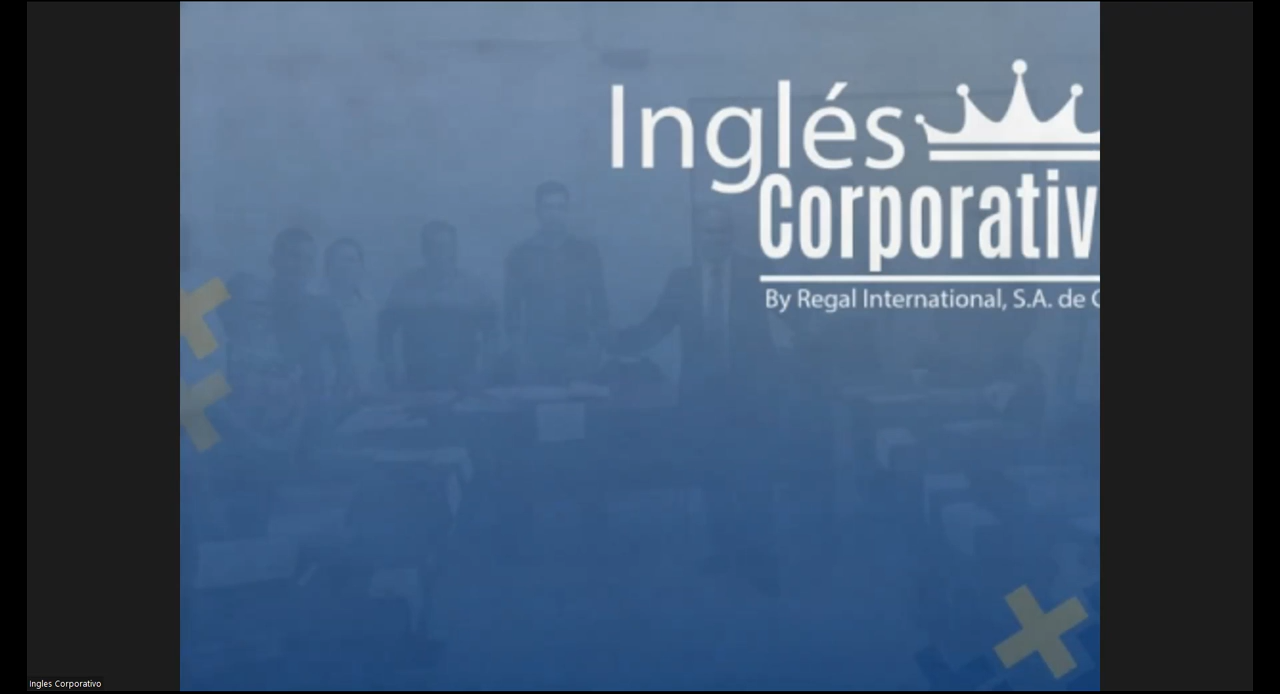 Inglés
Corporativ
By Regal International, S.A. de C
Ingles Corporativo